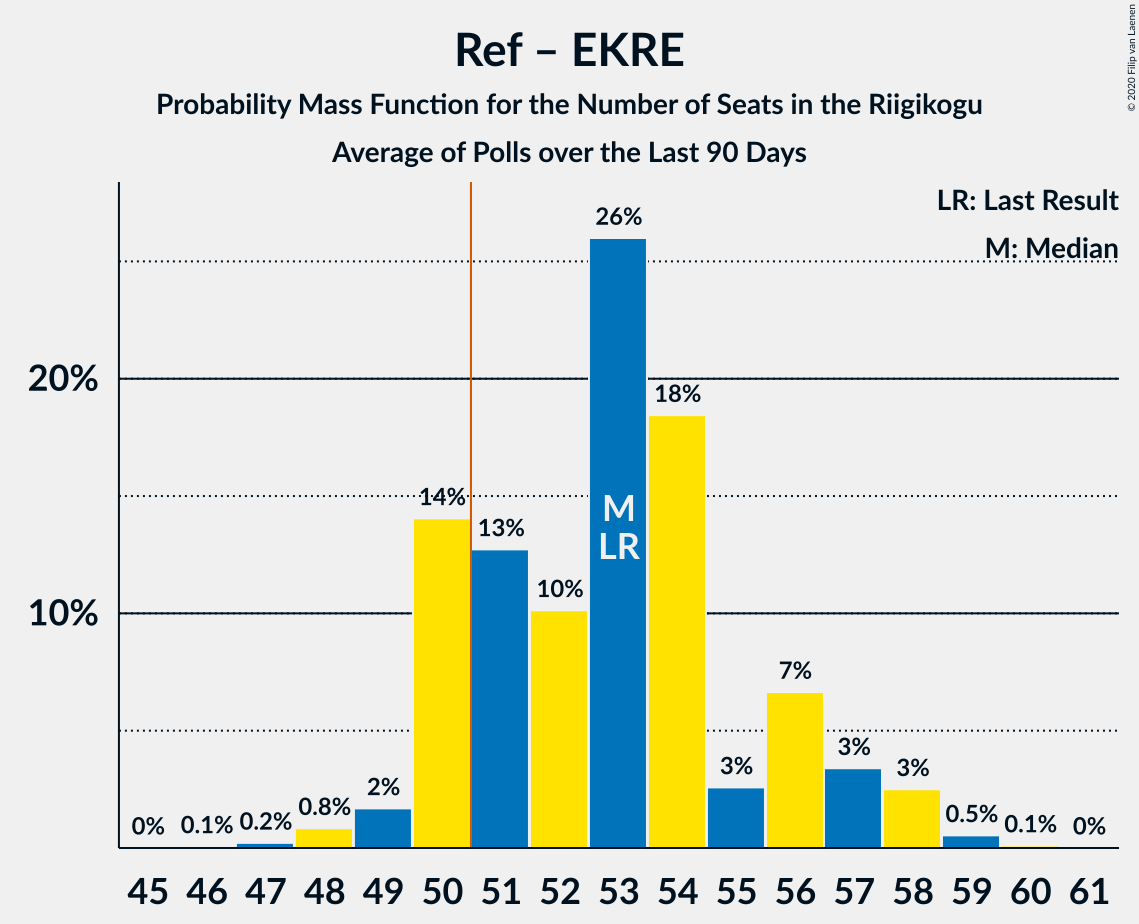 Ref – EKRE
Probability Mass Function for the Number of Seats in the Riigikogu
Average of Polls over the Last 90 Days
© 2020 Filip van Laenen
LR: Last Result
M: Median
20%
10%
0%
0.1%
0.2%
0.8%
2%
14%
13%
10%
26%
18%
3%
7%
3%
3%
0.5%
0.1%
0%
M
LR
45 46 47 48 49 50 51 52 53 54 55 56 57 58 59 60 61